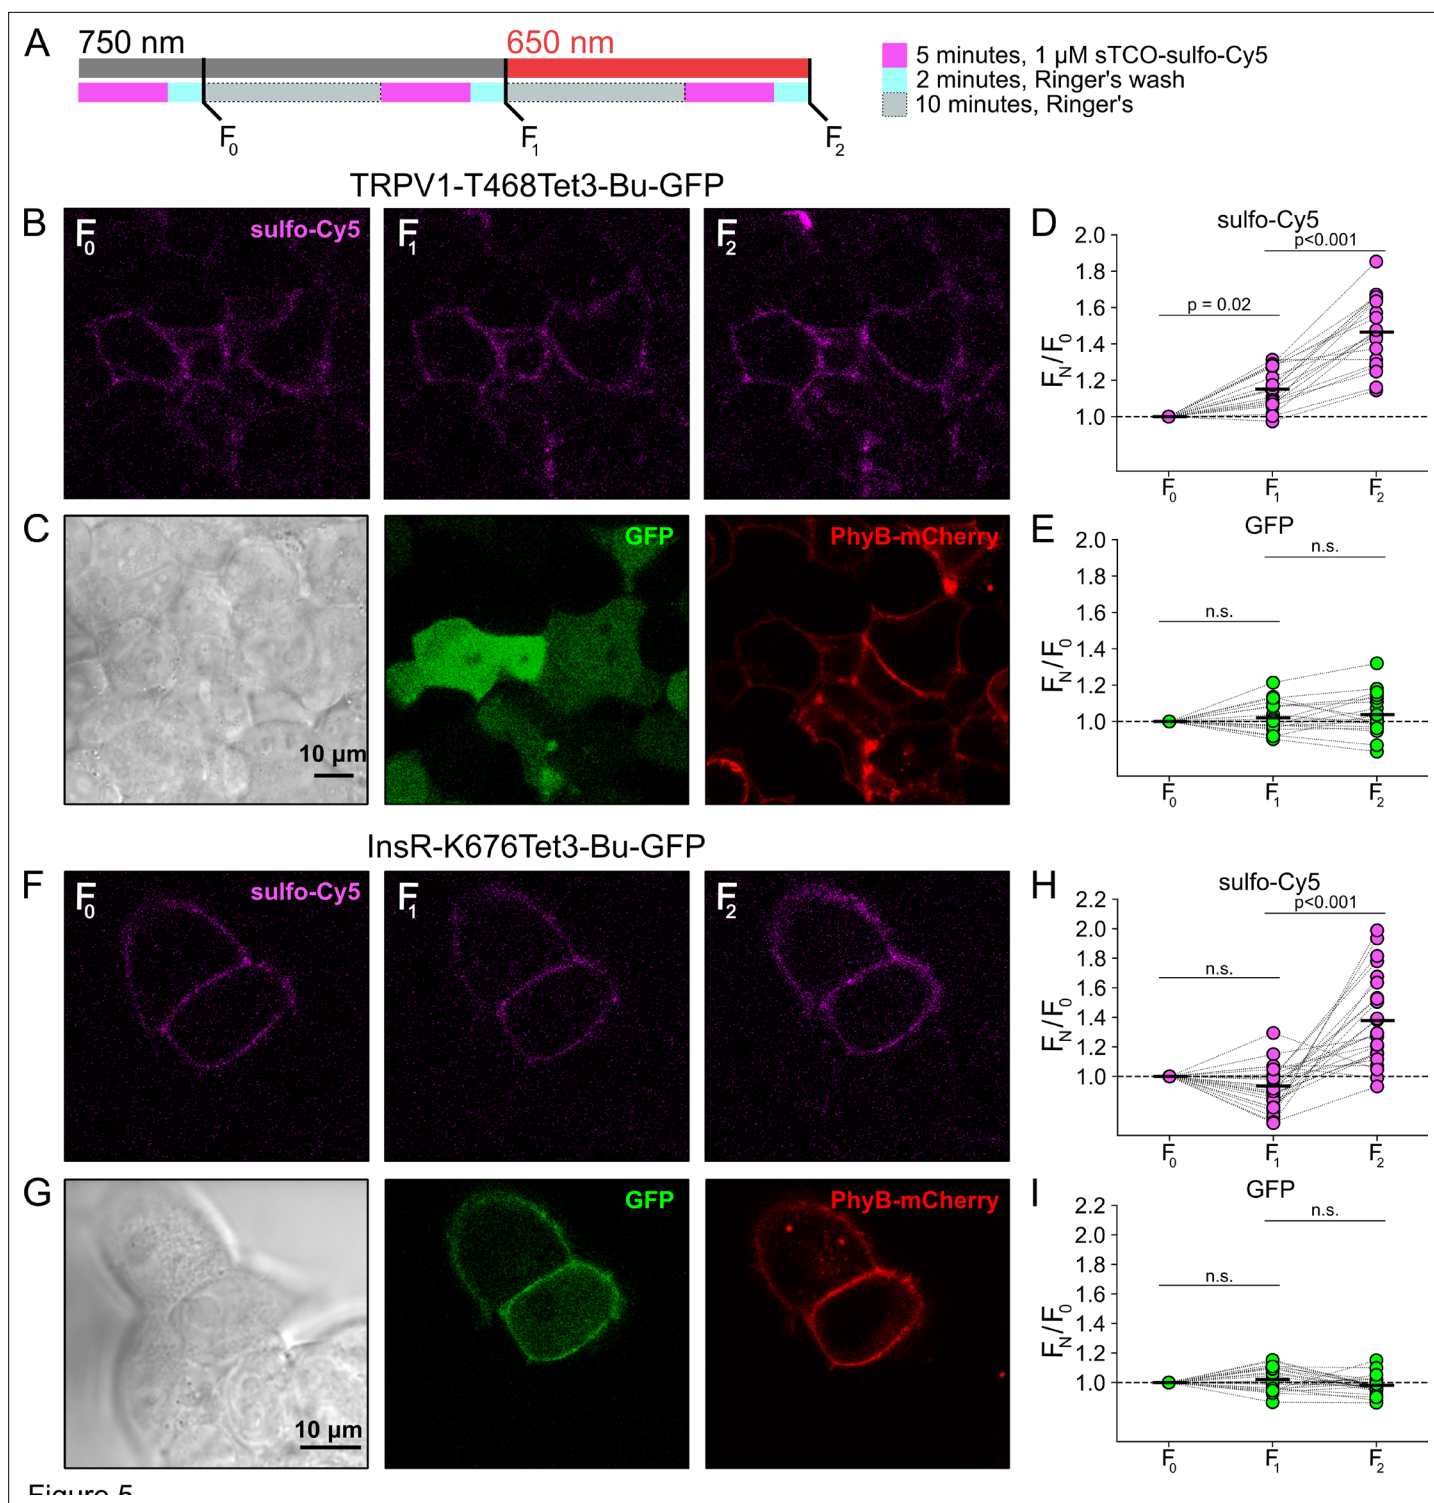 A
750 nm
650 nm
F0
F1
F2
5 minutes, 1 µM sTCO-sulfo-Cy5
2 minutes, Ringer's wash
10 minutes, Ringer's
TRPV1-T468Tet3-Bu-GFP
B
F0
sulfo-Cy5
F1
F2
D
sulfo-Cy5
FN/F0
2.0
1.8
1.6
1.4
1.2
1.0
p<0.001
p = 0.02
F0
F1
F2
C
10 µm
GFP
PhyB-mCherry
E
GFP
FN/F0
2.0
1.8
1.6
1.4
1.2
1.0
n.s.
n.s.
F0
F1
F2
InsR-K676Tet3-Bu-GFP
F
F0
sulfo-Cy5
F1
F2
H
sulfo-Cy5
FN/F0
2.2
2.0
1.8
1.6
1.4
1.2
1.0
p<0.001
n.s.
F0
F1
F2
G
10 µm
GFP
PhyB-mCherry
I
GFP
FN/F0
2.2
2.0
1.8
1.6
1.4
1.2
1.0
n.s.
n.s.
F0
F1
F2
Figure 5